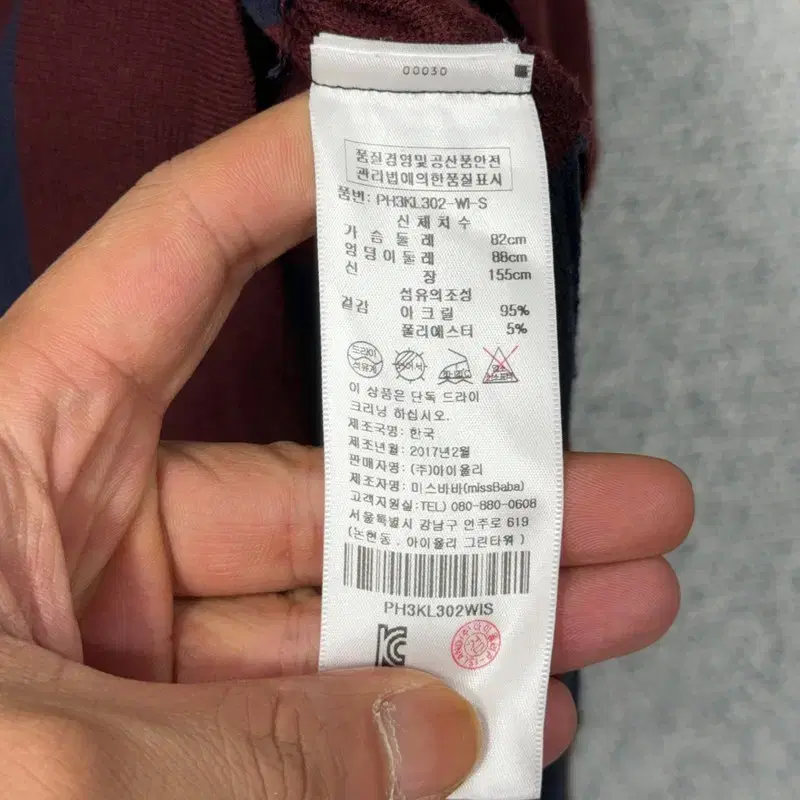 00030
품질경영및공산품안전
관리법에의한품질표시
품번: PH3KL302-WI-S
신체치수
가슴둘레 82cm
엉덩이둘레 88cm
신장 155cm
섬유의조성
겉감 아크릴 95%
폴리에스터 5%
드라이
석유계
이 상품은 단독 드라이
크리닝 하십시오.
제조국명: 한국
제조년월: 2017년2월
판매자명: (주)아이올리
제조자명: 미스바바(missBaba)
고객지원실:TEL) 080-880-0608
서울특별시 강남구 언주로 619
(논현동 . 아이올리 그린타워 )
PH3KL302WIS